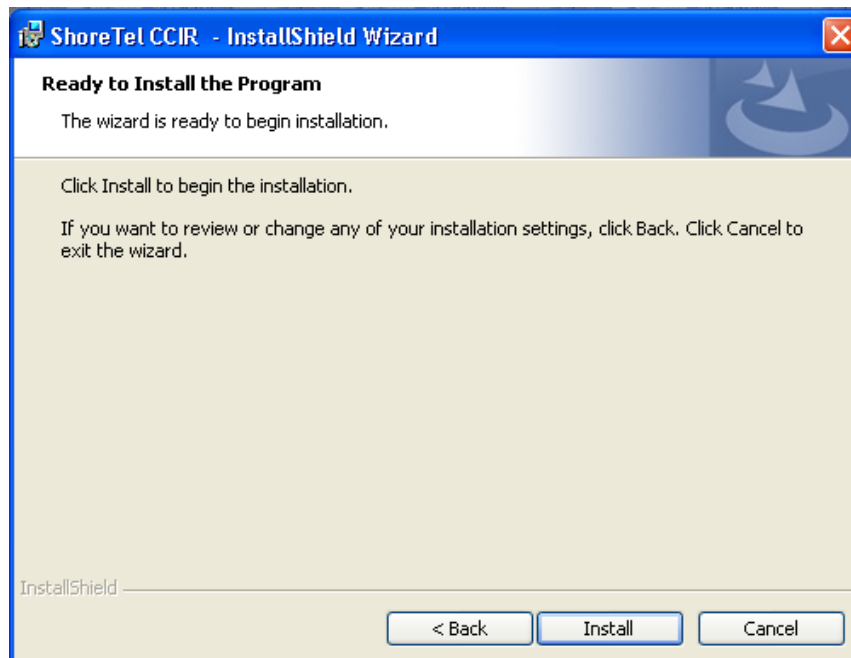 ShoreTel CCIR - InstallShield Wizard
Ready to Install the Program
The wizard is ready to begin installation.
Click Install to begin the installation.
If you want to review or change any of your installation settings, click Back. Click Cancel to
exit the wizard.
InstallShield
< Back
Install
Cancel